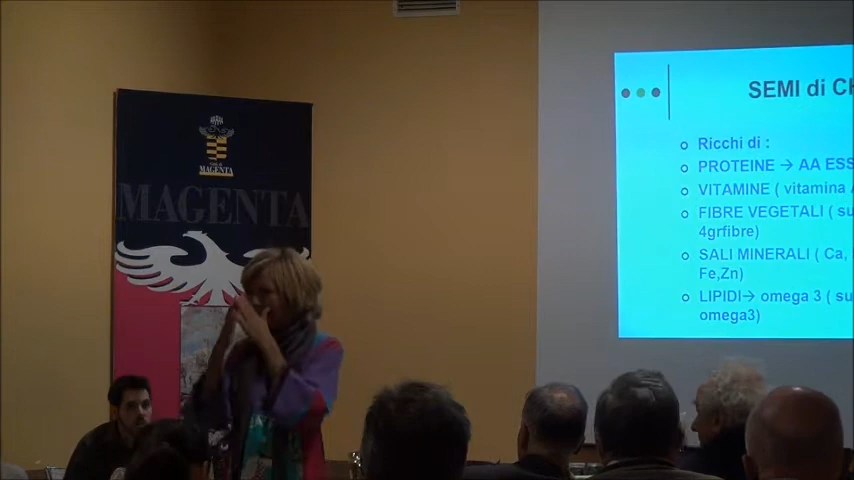 MAGENTA
MAGENTA
SEMI di CH
Ricchi di :
PROTEINE → AA ESS
VITAMINE ( vitamina A
FIBRE VEGETALI ( su
4grfibre)
SALI MINERALI ( Ca,
Fe,Zn)
LIPIDI→ omega 3 ( su
omega3)